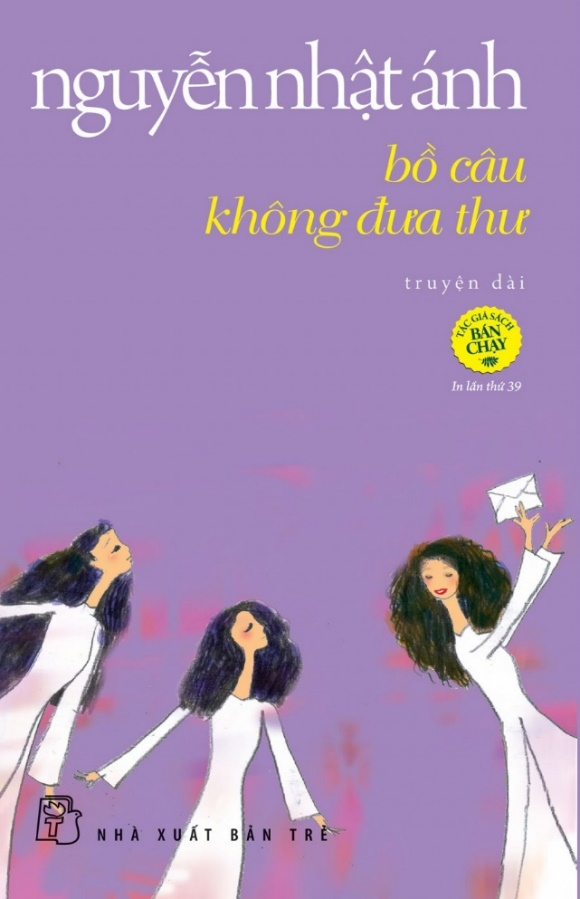 nguyễn nhật ánh
bồ câu
không đưa thư
truyện dài
TÁC GIẢ SÁCH
BÁN
CHẠY
In lần thứ 39
NHÀ XUẤT BẢN TRẺ